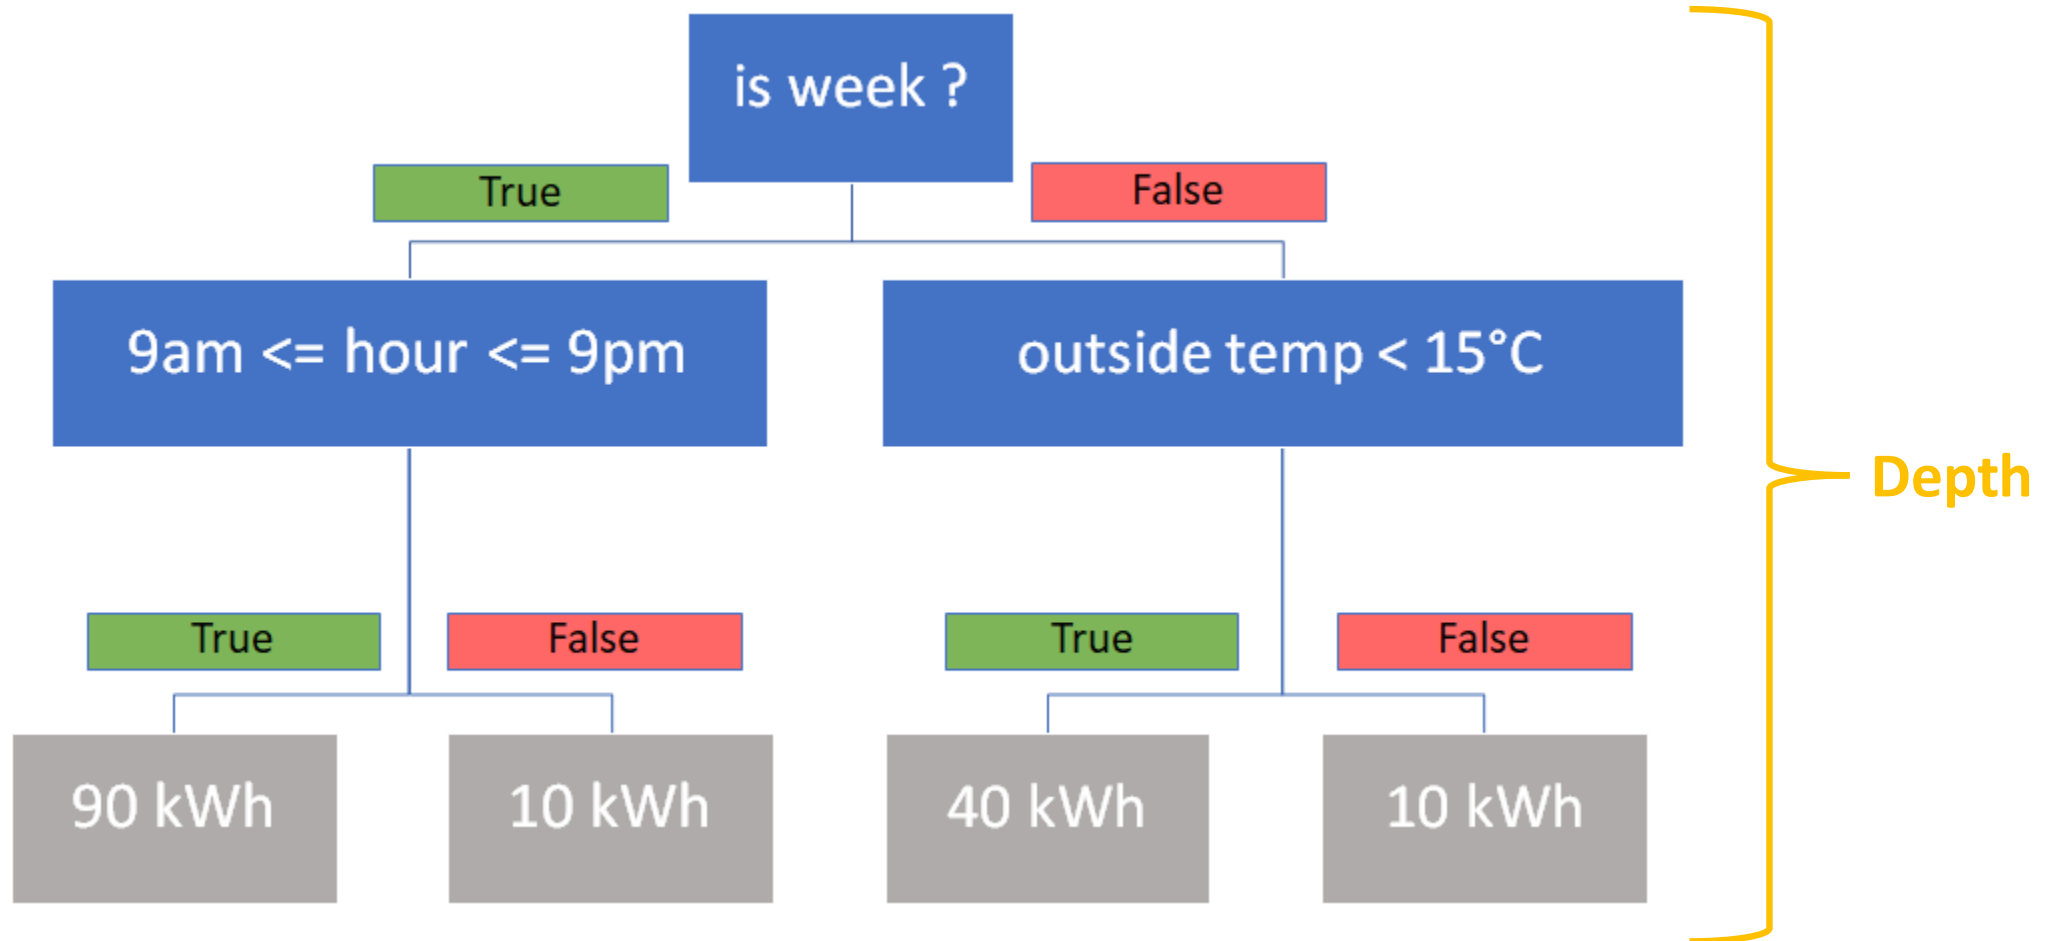 is week ?
True
False
9am <= hour <= 9pm
outside temp < 15°C
Depth
True
False
True
False
90 kWh
10 kWh
40 kWh
10 kWh